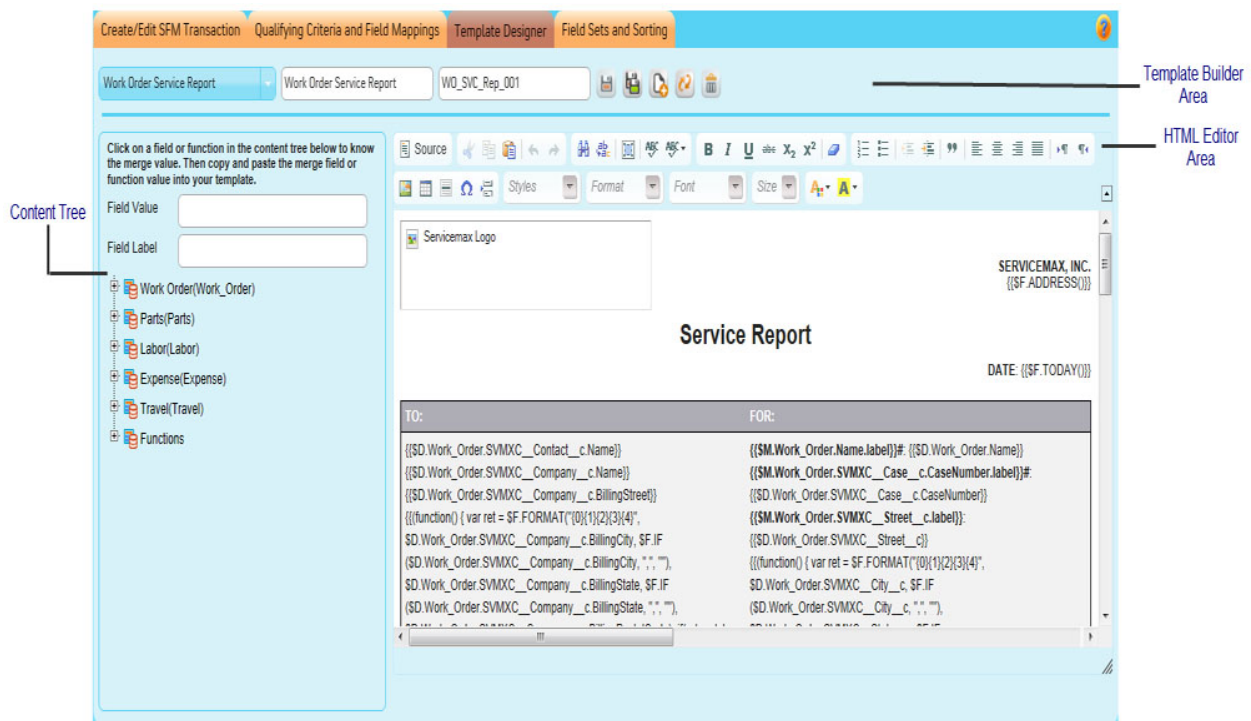 Create/Edit SFM Transaction
Qualifying Criteria and Field Mappings
Template Designer
Field Sets and Sorting
Work Order Service Report
Work Order Service Report
WO_SVC_Rep_001
Template Builder
Area
HTML Editor
Area
Content Tree
Click on a field or function in the content tree below to know
the merge value. Then copy and paste the merge field or
function value into your template.
Field Value
Field Label
Work Order(Work_Order)
Parts(Parts)
Labor(Labor)
Expense(Expense)
Travel(Travel)
Functions
Source
B I U abc X2 X2
Styles
Format
Font
Size
Servicemax Logo
SERVICEMAX, INC.
{{$F.ADDRESS()}}
Service Report
DATE: {{$F.TODAY()}}
TO:
{{$D.Work_Order.SVMXC__Contact__c.Name}}
{{$D.Work_Order.SVMXC__Company__c.Name}}
{{$D.Work_Order.SVMXC__Company__c.BillingStreet}}
{{(function() { var ret = $F.FORMAT("{0}{1}{2}{3}{4}",
$D.Work_Order.SVMXC__Company__c.BillingCity, $F.IF
($D.Work_Order.SVMXC__Company__c.BillingCity, ",", ""),
$D.Work_Order.SVMXC__Company__c.BillingState, $F.IF
($D.Work_Order.SVMXC__Company__c.BillingState, ",", ""),
FOR:
{{$M.Work_Order.Name.label}}#: {{$D.Work_Order.Name}}
{{$M.Work_Order.SVMXC__Case__c.CaseNumber.label}}#:
{{$D.Work_Order.SVMXC__Case__c.CaseNumber}}
{{$M.Work_Order.SVMXC__Street__c.label}}:
{{$D.Work_Order.SVMXC__Street__c}}
{{(function() { var ret = $F.FORMAT("{0}{1}{2}{3}{4}",
$D.Work_Order.SVMXC__City__c, $F.IF
($D.Work_Order.SVMXC__City__c, ",", ""),